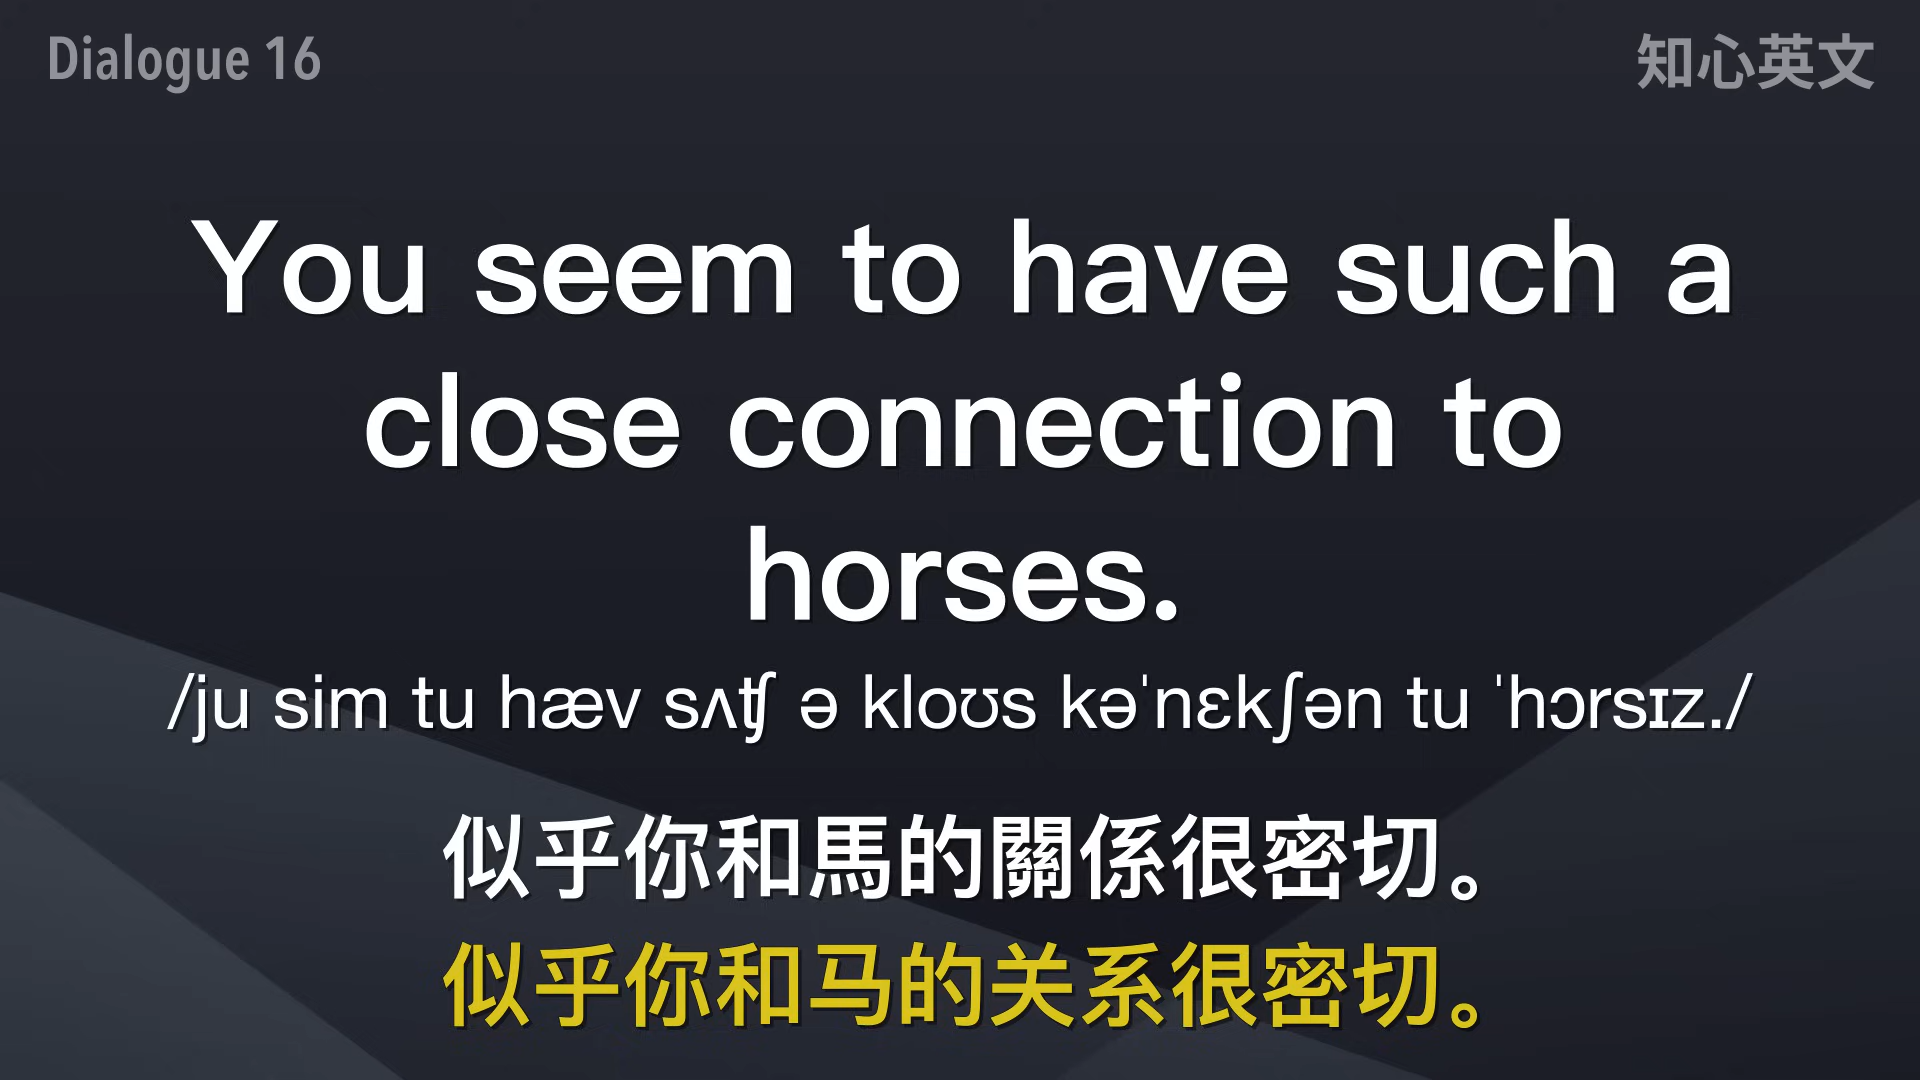 Dialogue 16
知心英文
You seem to have such a
close connection to
horses.
/ju sim tu hæv sʌʧ ə kloʊs kəˈnɛkʃən tu ˈhɔrsɪz./
似乎你和馬的關係很密切。
似乎你和马的关系很密切。